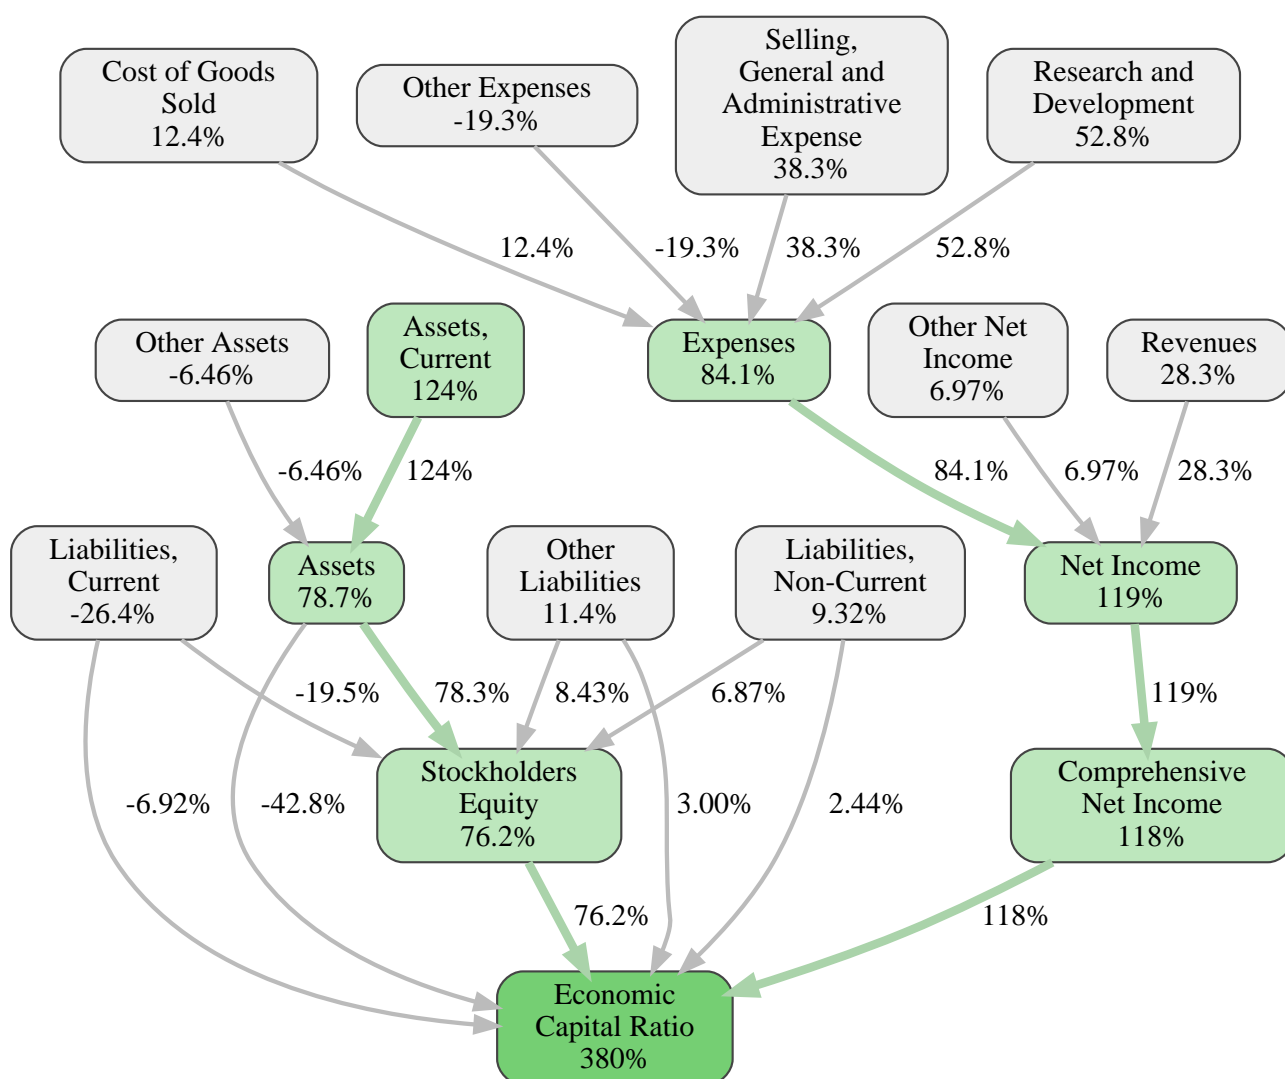 Cost of Goods
Sold
12.4%
Other Expenses
-19.3%
Selling,
General and
Administrative
Expense
38.3%
Research and
Development
52.8%
12.4%
-19.3%
38.3%
52.8%
Other Assets
-6.46%
Assets,
Current
124%
Expenses
84.1%
Other Net
Income
6.97%
Revenues
28.3%
-6.46%
124%
84.1%
6.97%
28.3%
Liabilities,
Current
-26.4%
Assets
78.7%
Other
Liabilities
11.4%
Liabilities,
Non-Current
9.32%
Net Income
119%
-19.5%
78.3%
8.43%
6.87%
119%
Stockholders
Equity
76.2%
Comprehensive
Net Income
118%
-6.92%
-42.8%
3.00%
2.44%
76.2%
118%
Economic
Capital Ratio
380%